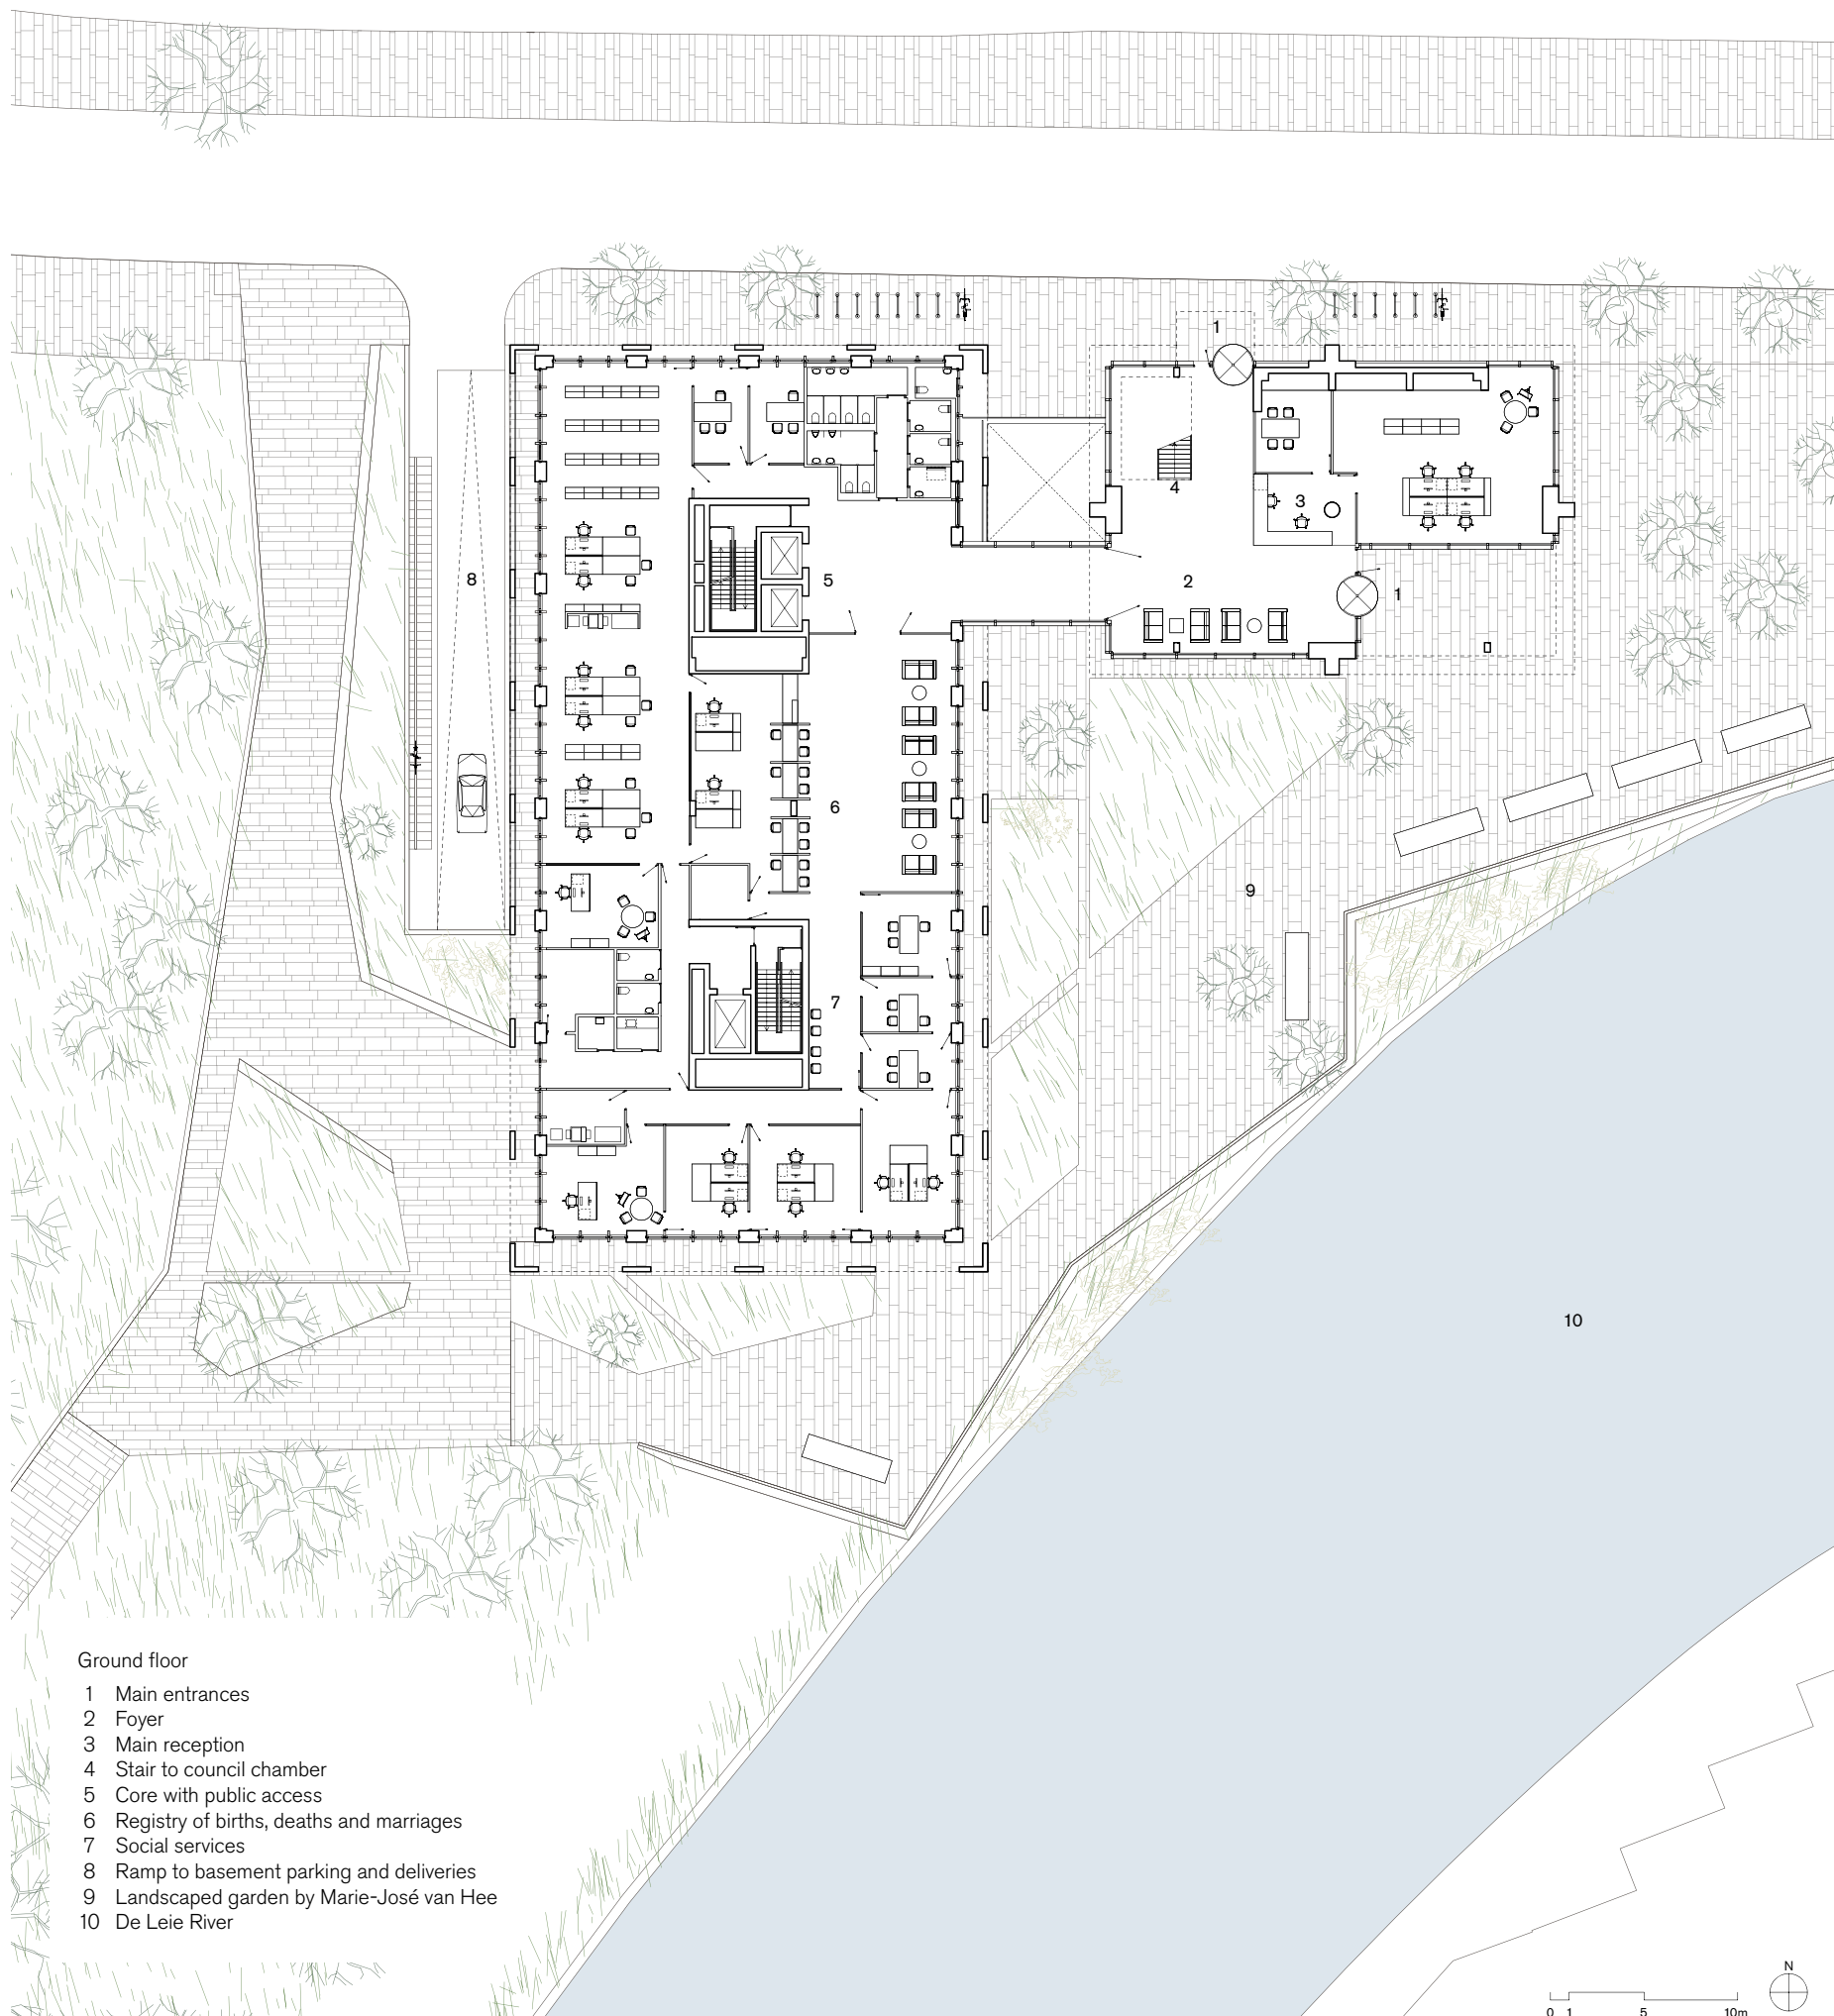 1
4
3
5
8
2
1
6
9
7
10
Ground floor
1 Main entrances
2 Foyer
3 Main reception
4 Stair to council chamber
5 Core with public access
6 Registry of births, deaths and marriages
7 Social services
8 Ramp to basement parking and deliveries
9 Landscaped garden by Marie-José van Hee
10 De Leie River
N
0 1 5 10m